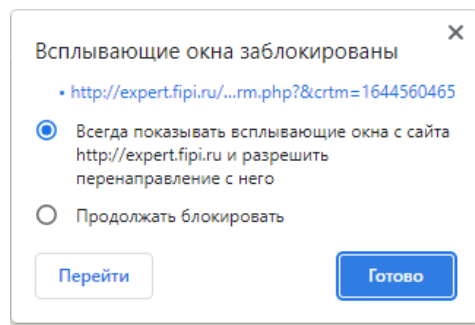 Всплывающие окна заблокированы
• http://expert.fipi.ru/...rm.php?&crtm=1644560465
Всегда показывать всплывающие окна с сайта
http://expert.fipi.ru и разрешить
перенаправление с него
Продолжать блокировать
Перейти
Готово